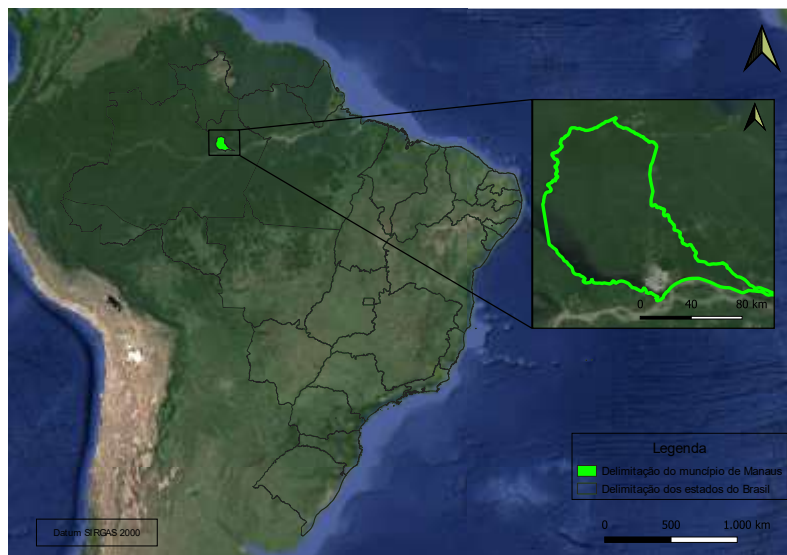 0 40 80 km
Legenda
Delimitação do muncípio de Manaus
Delimitação dos estados do Brasil
Datum SIRGAS 2000
0 500 1.000 km